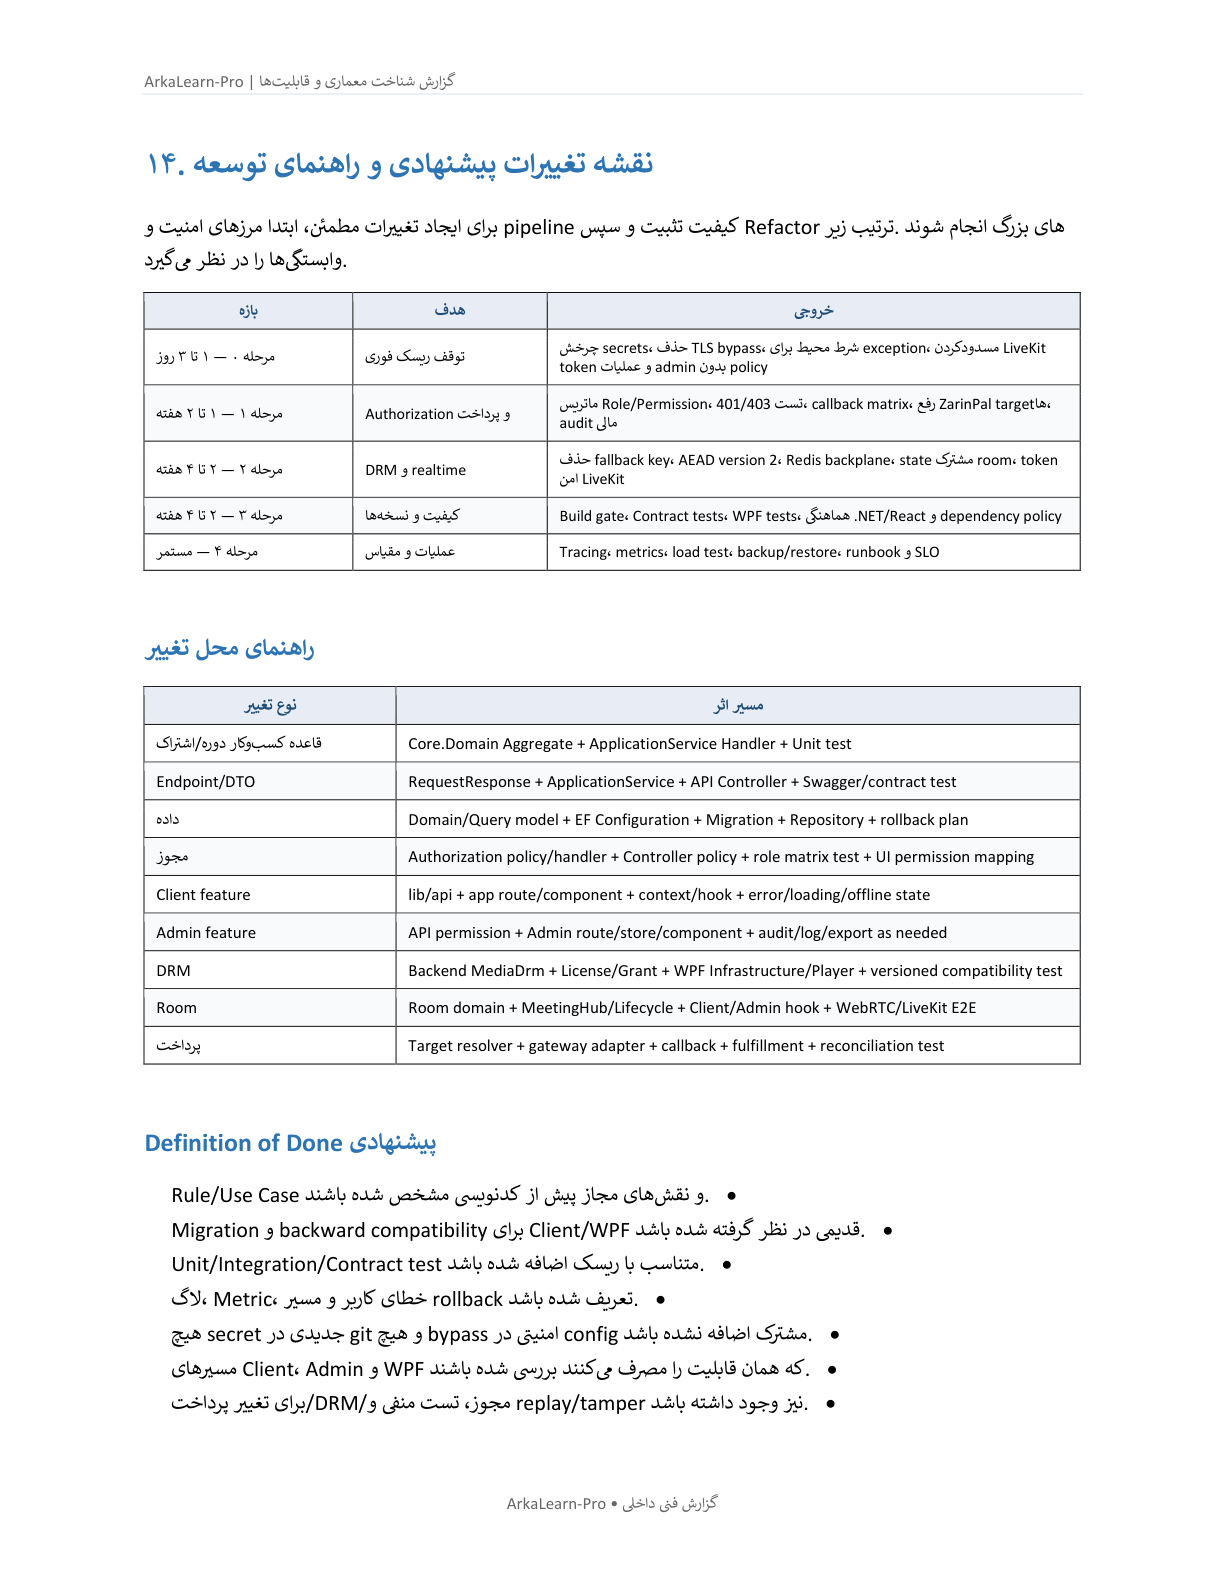 ArkaLearn-Pro | گزارش شناخت معماری و قابلیت‌ها
۱۴. نقشه تغییرات پیشنهادی و راهنمای توسعه
برای ایجاد تغییرات مطمئن، ابتدا مرزهای امنیت و pipeline کیفیت تثبیت و سپس Refactor های بزرگ انجام شوند. ترتیب زیر
وابستگی‌ها را در نظر می‌گیرد.
بازه | هدف | خروجی
مرحله ۰ — ۱ تا ۳ روز | توقف ریسک فوری | چرخش secrets، حذف TLS bypass، شرط محیط برای exception، مسدودکردن LiveKit
token و عملیات admin بدون policy
مرحله ۱ — ۱ تا ۲ هفته | Authorization و پرداخت | ماتریس Role/Permission، تست 401/403، callback matrix، رفع ZarinPal targetها،
audit مالی
مرحله ۲ — ۲ تا ۴ هفته | DRM و realtime | حذف fallback key، AEAD version 2، Redis backplane، state مشترک room، token
امن LiveKit
مرحله ۳ — ۲ تا ۴ هفته | کیفیت و نسخه‌ها | Build gate، Contract tests، WPF tests، هماهنگی .NET/React و dependency policy
مرحله ۴ — مستمر | عملیات و مقیاس | Tracing، metrics، load test، backup/restore، runbook و SLO
راهنمای محل تغییر
نوع تغییر | مسیر اثر
قاعده کسب‌وکار دوره/اشتراک | Core.Domain Aggregate + ApplicationService Handler + Unit test
Endpoint/DTO | RequestResponse + ApplicationService + API Controller + Swagger/contract test
داده | Domain/Query model + EF Configuration + Migration + Repository + rollback plan
مجوز | Authorization policy/handler + Controller policy + role matrix test + UI permission mapping
Client feature | lib/api + app route/component + context/hook + error/loading/offline state
Admin feature | API permission + Admin route/store/component + audit/log/export as needed
DRM | Backend MediaDrm + License/Grant + WPF Infrastructure/Player + versioned compatibility test
Room | Room domain + MeetingHub/Lifecycle + Client/Admin hook + WebRTC/LiveKit E2E
پرداخت | Target resolver + gateway adapter + callback + fulfillment + reconciliation test
Definition of Done پیشنهادی
● Rule/Use Case و نقش‌های مجاز پیش از کدنویسی مشخص شده باشند.
● Migration و backward compatibility برای Client/WPF قدیمی در نظر گرفته شده باشد.
● Unit/Integration/Contract test متناسب با ریسک اضافه شده باشد.
● لاگ، Metric، خطای کاربر و مسیر rollback تعریف شده باشد.
● هیچ secret جدیدی در git و هیچ bypass امنیتی در config مشترک اضافه نشده باشد.
● مسیرهای Client، Admin و WPF که همان قابلیت را مصرف می‌کنند بررسی شده باشند.
● برای تغییر پرداخت/DRM/مجوز، تست منفی و replay/tamper نیز وجود داشته باشد.
ArkaLearn-Pro • گزارش فنی داخلی